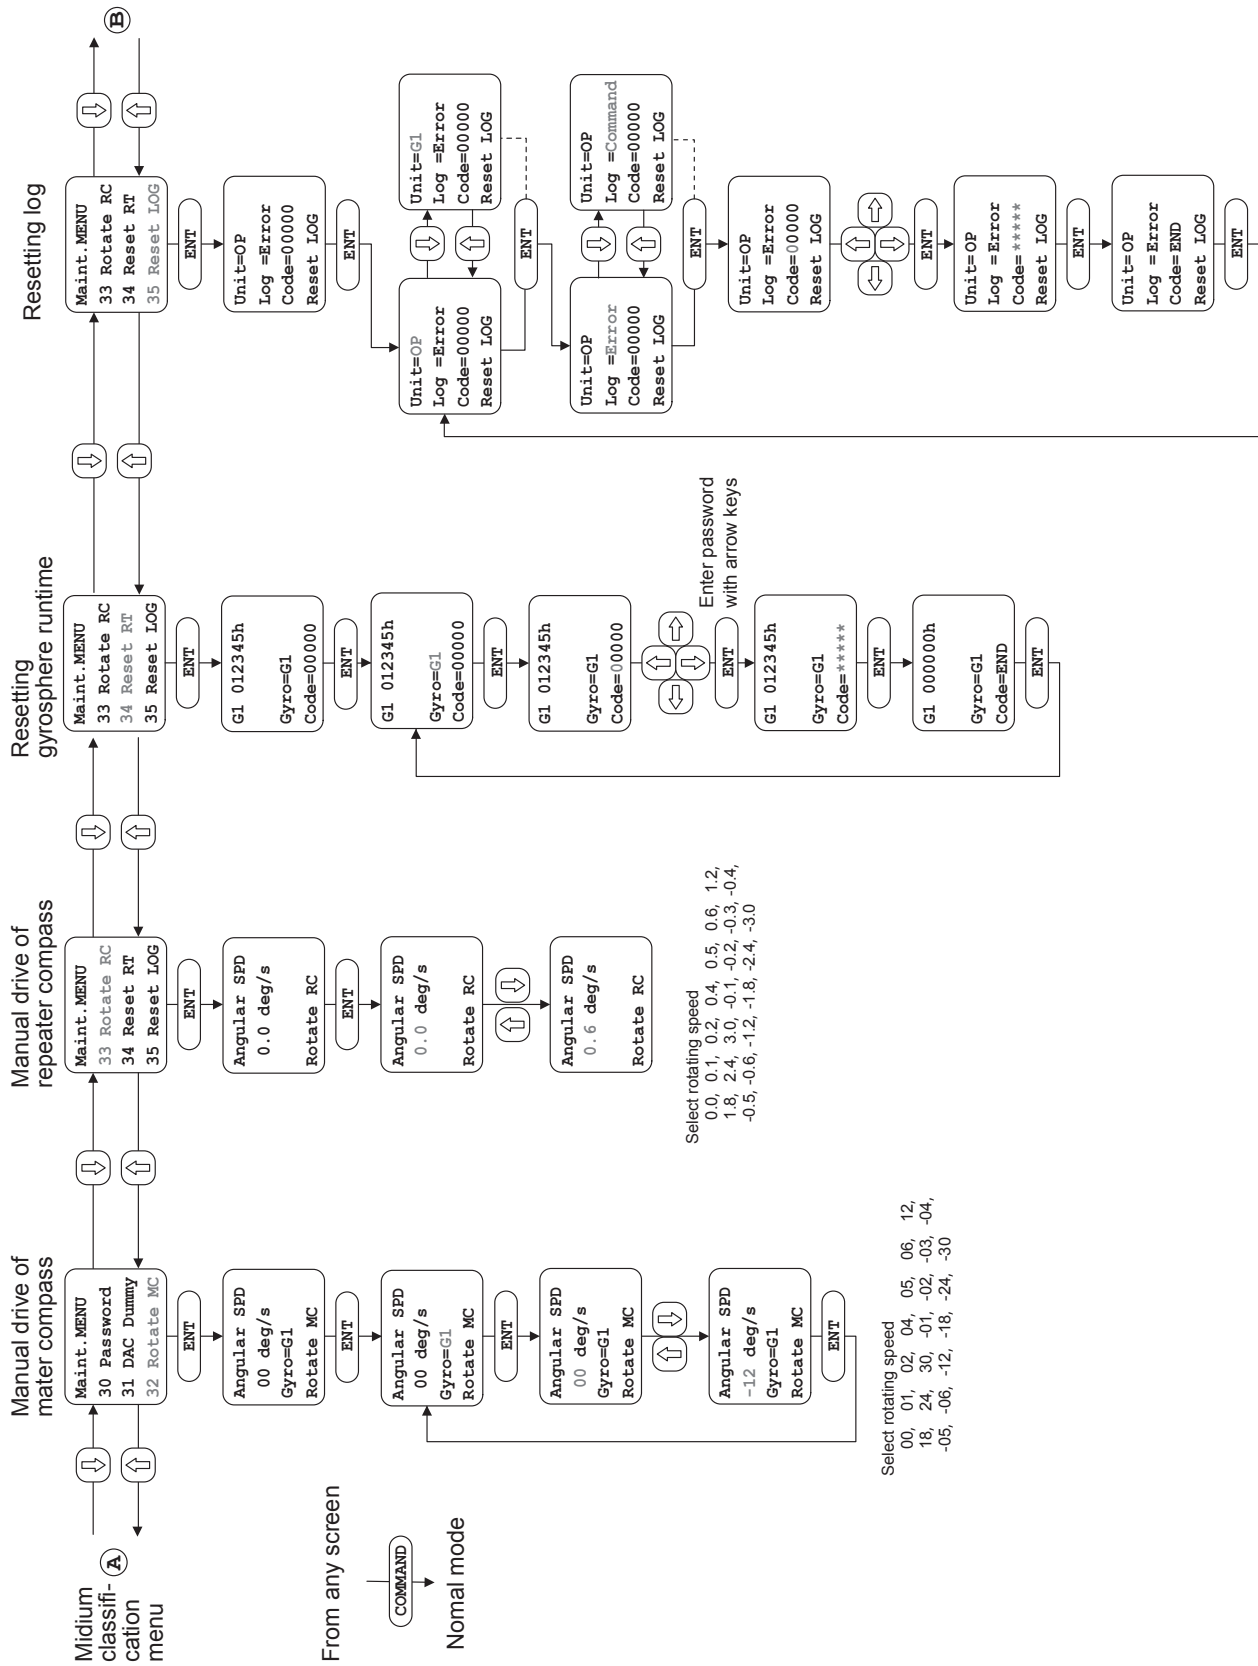 Midium
classifi-
cation
menu
A
From any screen
COMMAND
Nomal mode
Manual drive of
mater compass
Maint.MENU
30 Password
31 DAC Dummy
32 Rotate MC
ENT
Angular SPD
00 deg/s
Gyro=G1
Rotate MC
ENT
Angular SPD
00 deg/s
Gyro=G1
Rotate MC
ENT
Angular SPD
00 deg/s
Gyro=G1
Rotate MC
Angular SPD
-12 deg/s
Gyro=G1
Rotate MC
ENT
Select rotating speed
00, 01, 02, 04, 05, 06, 12,
18, 24, 30, -01, -02, -03, -04,
-05, -06, -12, -18, -24, -30
Manual drive of
repeater compass
Maint.MENU
33 Rotate RC
34 Reset RT
35 Reset LOG
ENT
Angular SPD
0.0 deg/s
Rotate RC
ENT
Angular SPD
0.0 deg/s
Rotate RC
Angular SPD
0.6 deg/s
Rotate RC
Select rotating speed
0.0, 0.1, 0.2, 0.4, 0.5, 0.6, 1.2,
1.8, 2.4, 3.0, -0.1, -0.2, -0.3, -0.4,
-0.5, -0.6, -1.2, -1.8, -2.4, -3.0
Resetting
gyrosphere runtime
Maint.MENU
33 Rotate RC
34 Reset RT
35 Reset LOG
ENT
G1 012345h
Gyro=G1
Code=00000
ENT
G1 012345h
Gyro=G1
Code=00000
ENT
G1 012345h
Gyro=G1
Code=00000
Enter password
with arrow keys
ENT
G1 012345h
Gyro=G1
Code=*****
ENT
G1 000000h
Gyro=G1
Code=END
ENT
Resetting log
Maint.MENU
33 Rotate RC
34 Reset RT
35 Reset LOG
B
ENT
Unit=OP
Log =Error
Code=00000
Reset LOG
ENT
Unit=OP
Log =Error
Code=00000
Reset LOG
Unit=G1
Log =Error
Code=00000
Reset LOG
ENT
Unit=OP
Log =Error
Code=00000
Reset LOG
Unit=OP
Log =Command
Code=00000
Reset LOG
ENT
Unit=OP
Log =Error
Code=00000
Reset LOG
ENT
Unit=OP
Log =Error
Code=*****
Reset LOG
ENT
Unit=OP
Log =Error
Code=END
Reset LOG
ENT